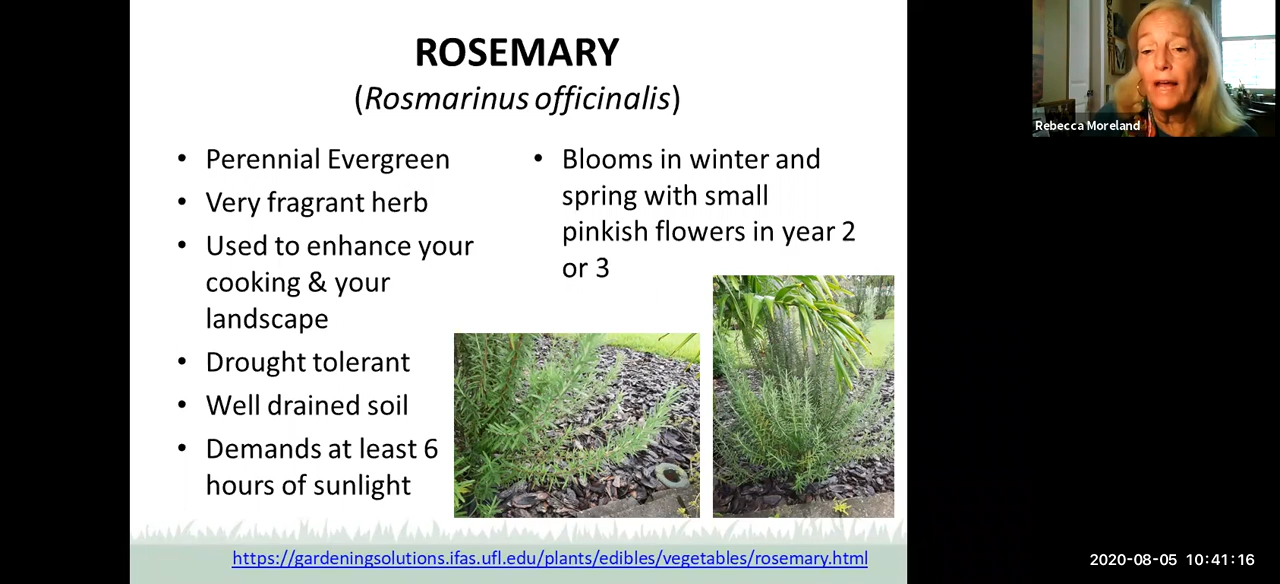 ROSEMARY
(Rosmarinus officinalis)
• Perennial Evergreen
• Very fragrant herb
• Used to enhance your
cooking & your
landscape
• Drought tolerant
• Well drained soil
• Demands at least 6
hours of sunlight
• Blooms in winter and
spring with small
pinkish flowers in year 2
or 3
https://gardeningsolutions.ifas.ufl.edu/plants/edibles/vegetables/rosemary.html
Rebecca Moreland
2020-08-05 10:41:16